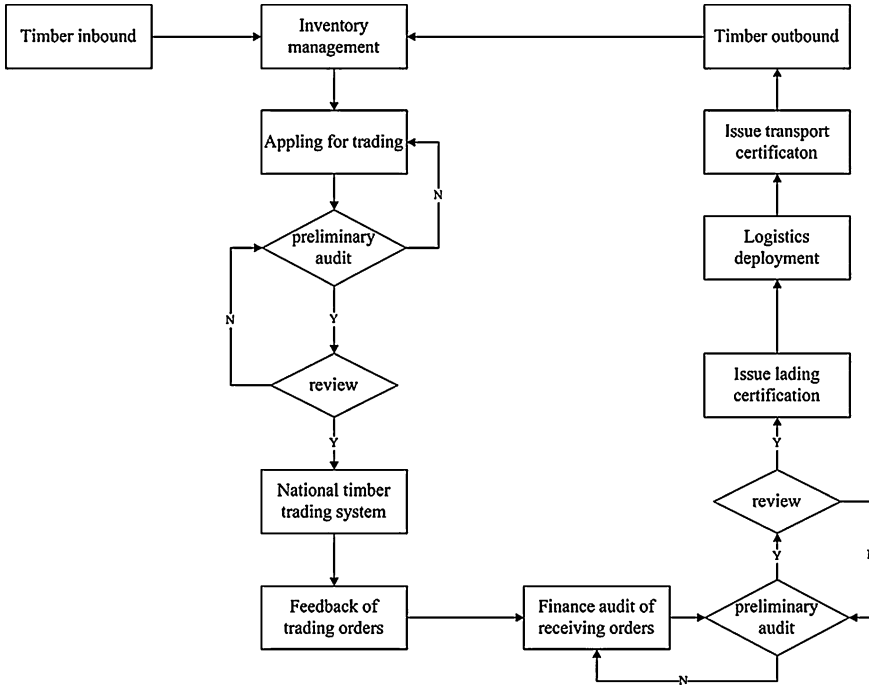 Timber inbound
Inventory
management
Timber outbound
Appling for trading
Issue transport
certificaton
N
preliminary
audit
Logistics
deployment
N
Y
review
Issue lading
certification
Y
Y
National timber
trading system
review
Y
Feedback of
trading orders
Finance audit of
receiving orders
preliminary
audit
N